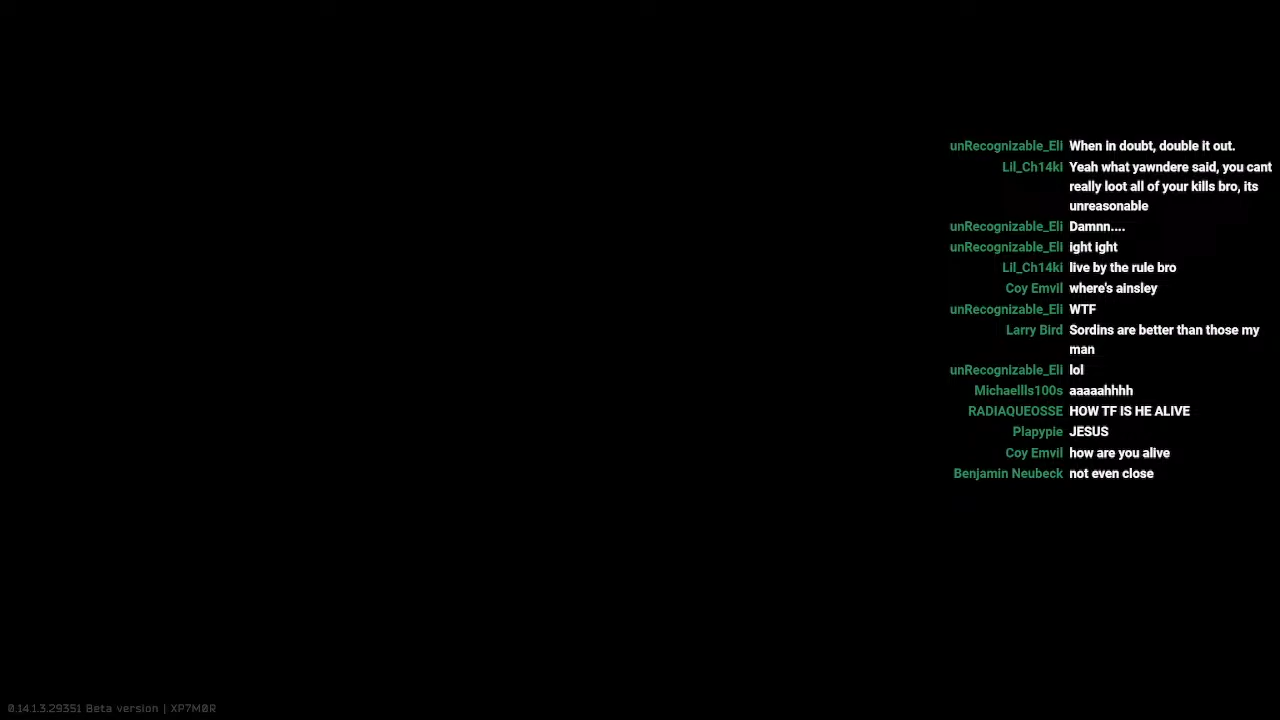 unRecognizable_Eli When in doubt, double it out.
Lil_Ch14ki Yeah what yawndere said, you cant
really loot all of your kills bro, its
unreasonable
unRecognizable_Eli Damnn....
unRecognizable_Eli ight ight
Lil_Ch14ki live by the rule bro
Coy Emvil where's ainsley
unRecognizable_Eli WTF
Larry Bird Sordins are better than those my
man
unRecognizable_Eli lol
Michaellls100s aaaaahhhh
RADIAQUEOSSE HOW TF IS HE ALIVE
Plapypie JESUS
Coy Emvil how are you alive
Benjamin Neubeck not even close
0.14.1.3.29351 Beta version | XP7M0R